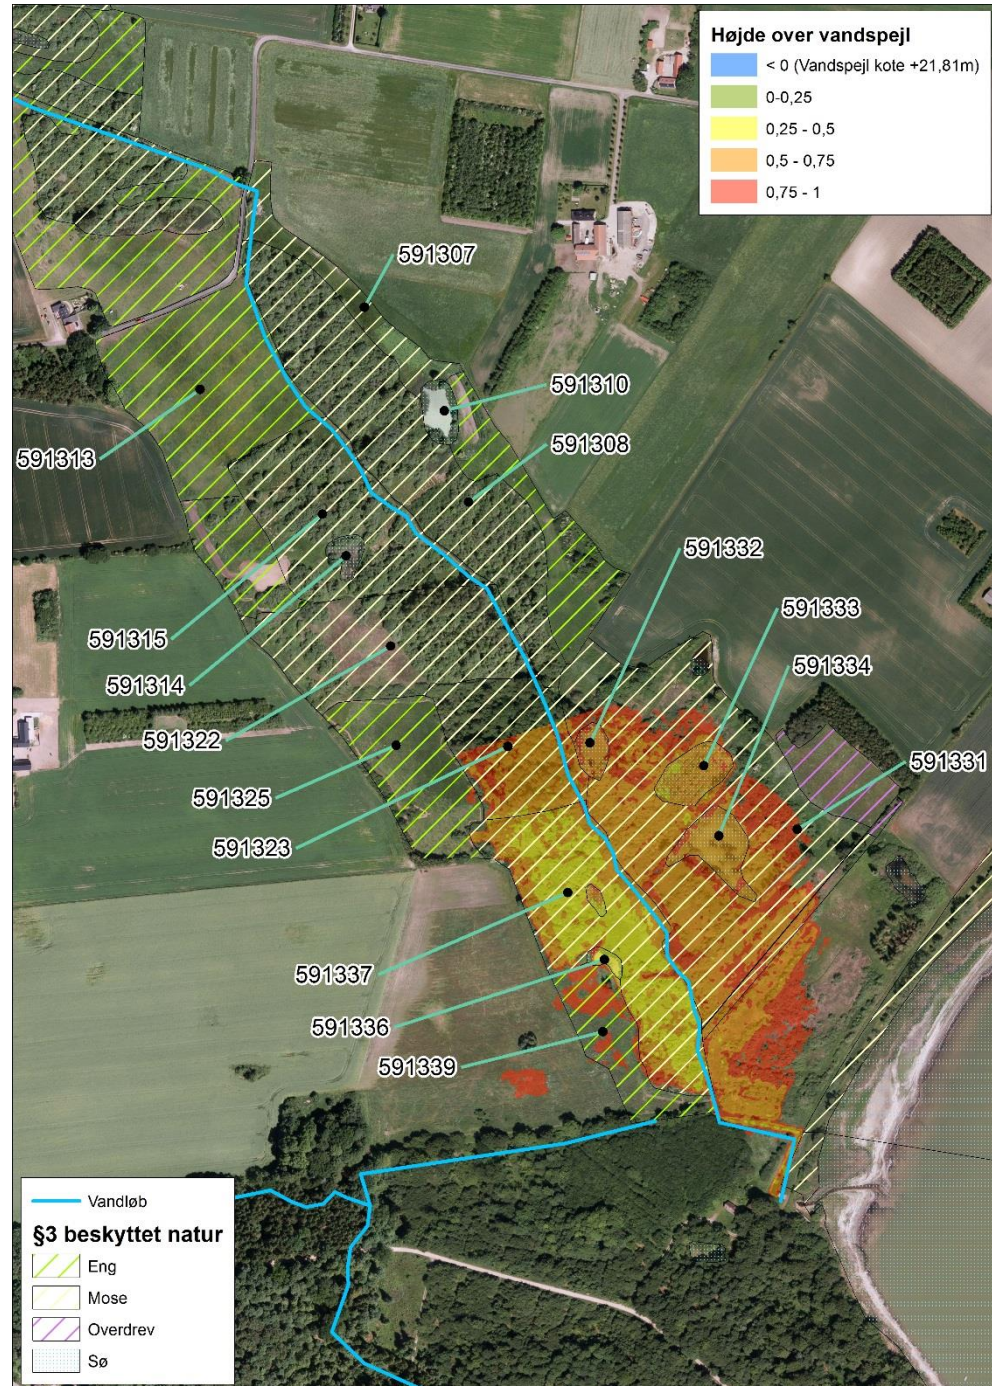 Højde over vandspejl
< 0 (Vandspejl kote +21,81m)
0-0,25
0,25 - 0,5
0,5 - 0,75
0,75 - 1
591307
591310
591313
591308
591332
591333
591315
591334
591314
591322
591331
591325
591323
591337
591336
591339
Vandløb
§3 beskyttet natur
Eng
Mose
Overdrev
Sø